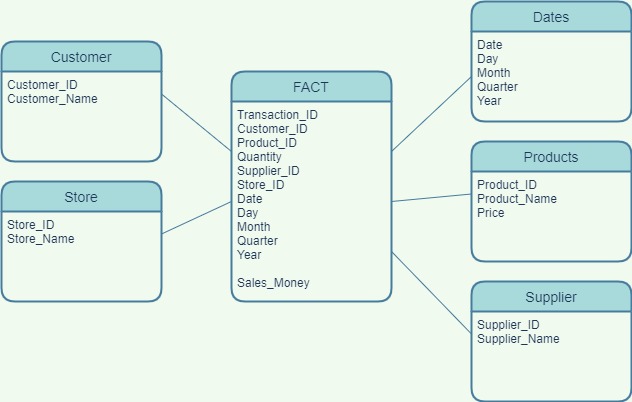 Customer
Customer_ID
Customer_Name
Store
Store_ID
Store_Name
FACT
Transaction_ID
Customer_ID
Product_ID
Quantity
Supplier_ID
Store_ID
Date
Day
Month
Quarter
Year
Sales_Money
Dates
Date
Day
Month
Quarter
Year
Products
Product_ID
Product_Name
Price
Supplier
Supplier_ID
Supplier_Name